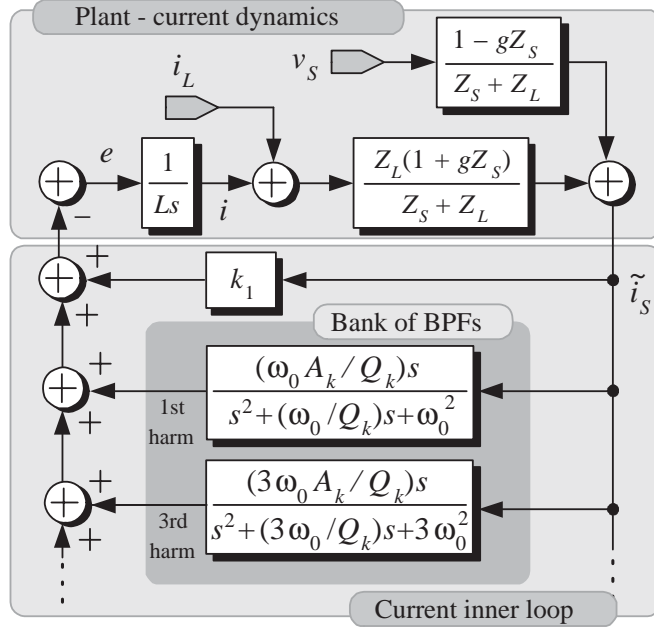 Plant - current dynamics
i_L
v_S
1 − gZ_S
Z_S + Z_L
e
1
Ls
i
Z_L(1 + gZ_S)
Z_S + Z_L
+
+
+
−
+
+
k_1
+
ĩ_S
Bank of BPFs
+
+
+
(ω_0 A_k / Q_k)s
s^2+(ω_0 /Q_k)s+ω_0^2
1st
harm
+
+
+
(3ω_0 A_k / Q_k)s
s^2+(3ω_0 /Q_k)s+3ω_0^2
3rd
harm
Current inner loop